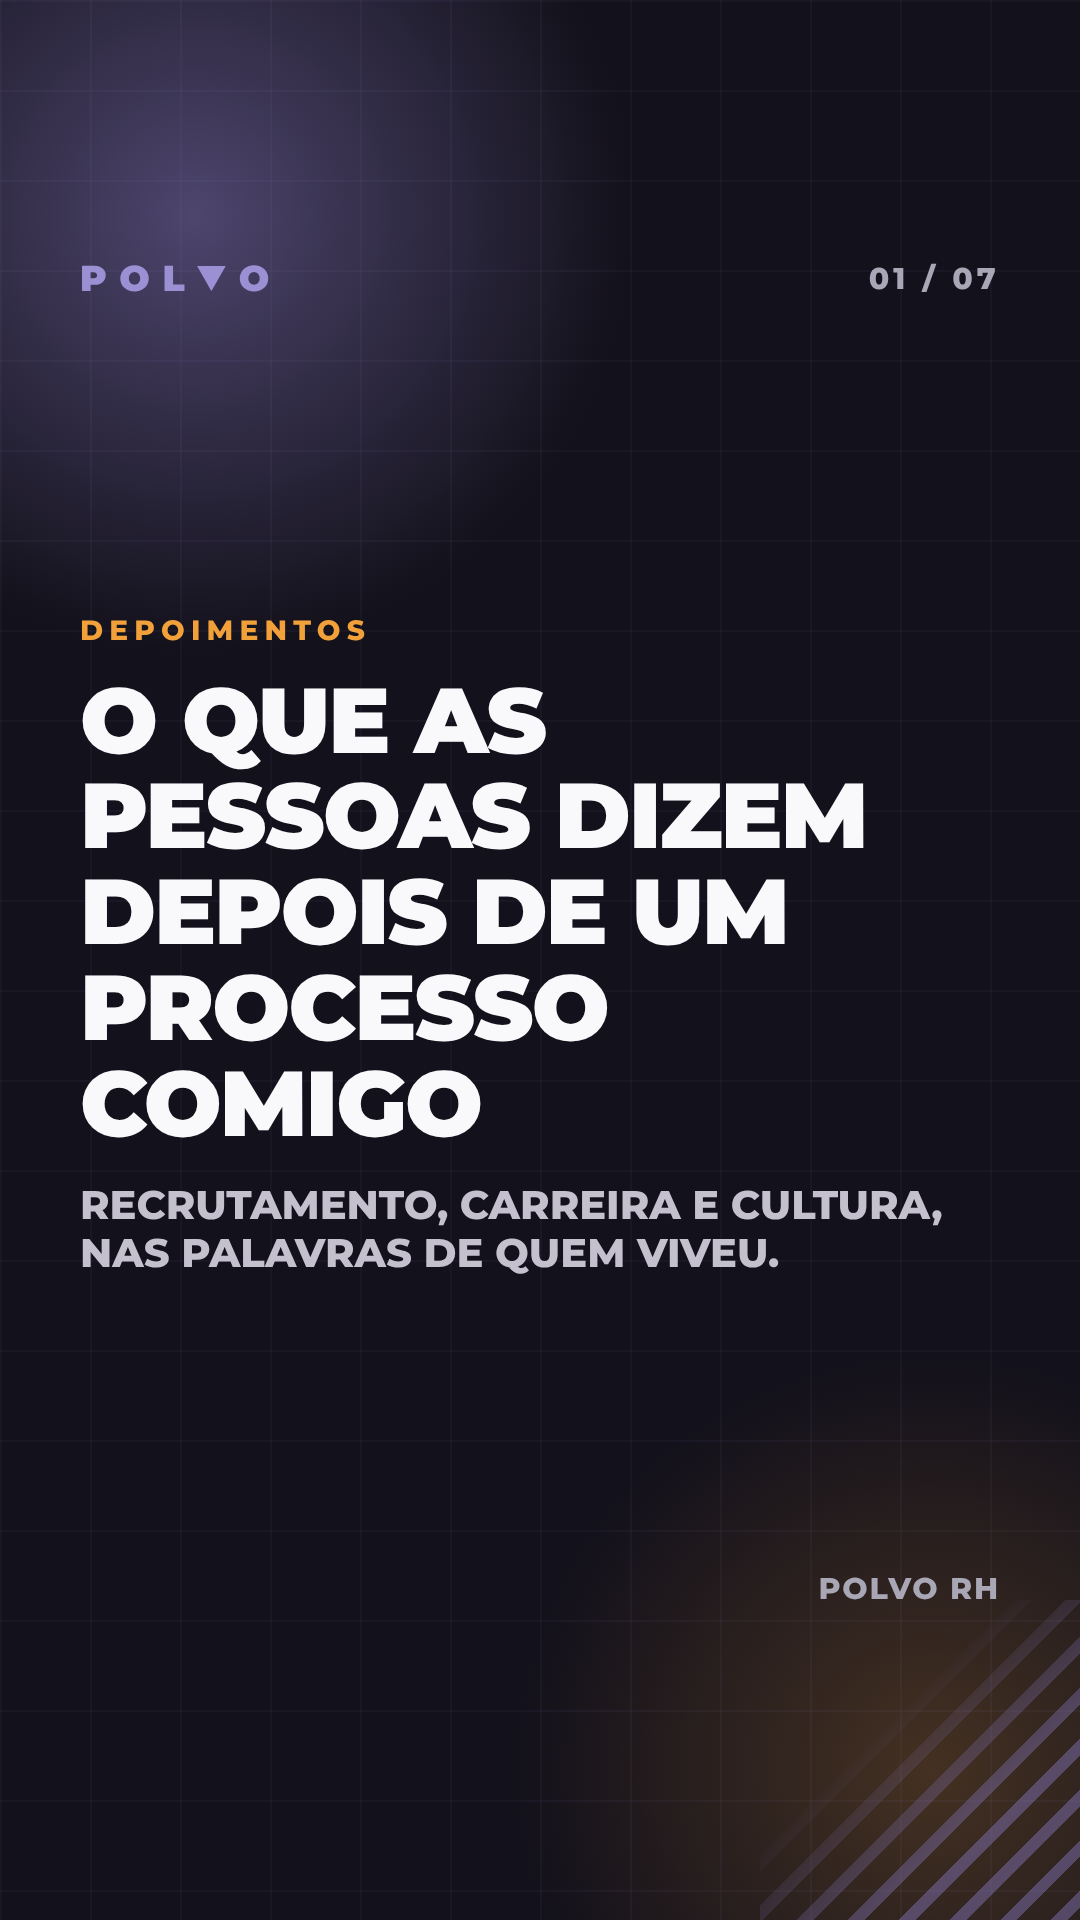 POLVO
01 / 07
DEPOIMENTOS
O QUE AS
PESSOAS DIZEM
DEPOIS DE UM
PROCESSO
COMIGO
RECRUTAMENTO, CARREIRA E CULTURA,
NAS PALAVRAS DE QUEM VIVEU.
POLVO RH